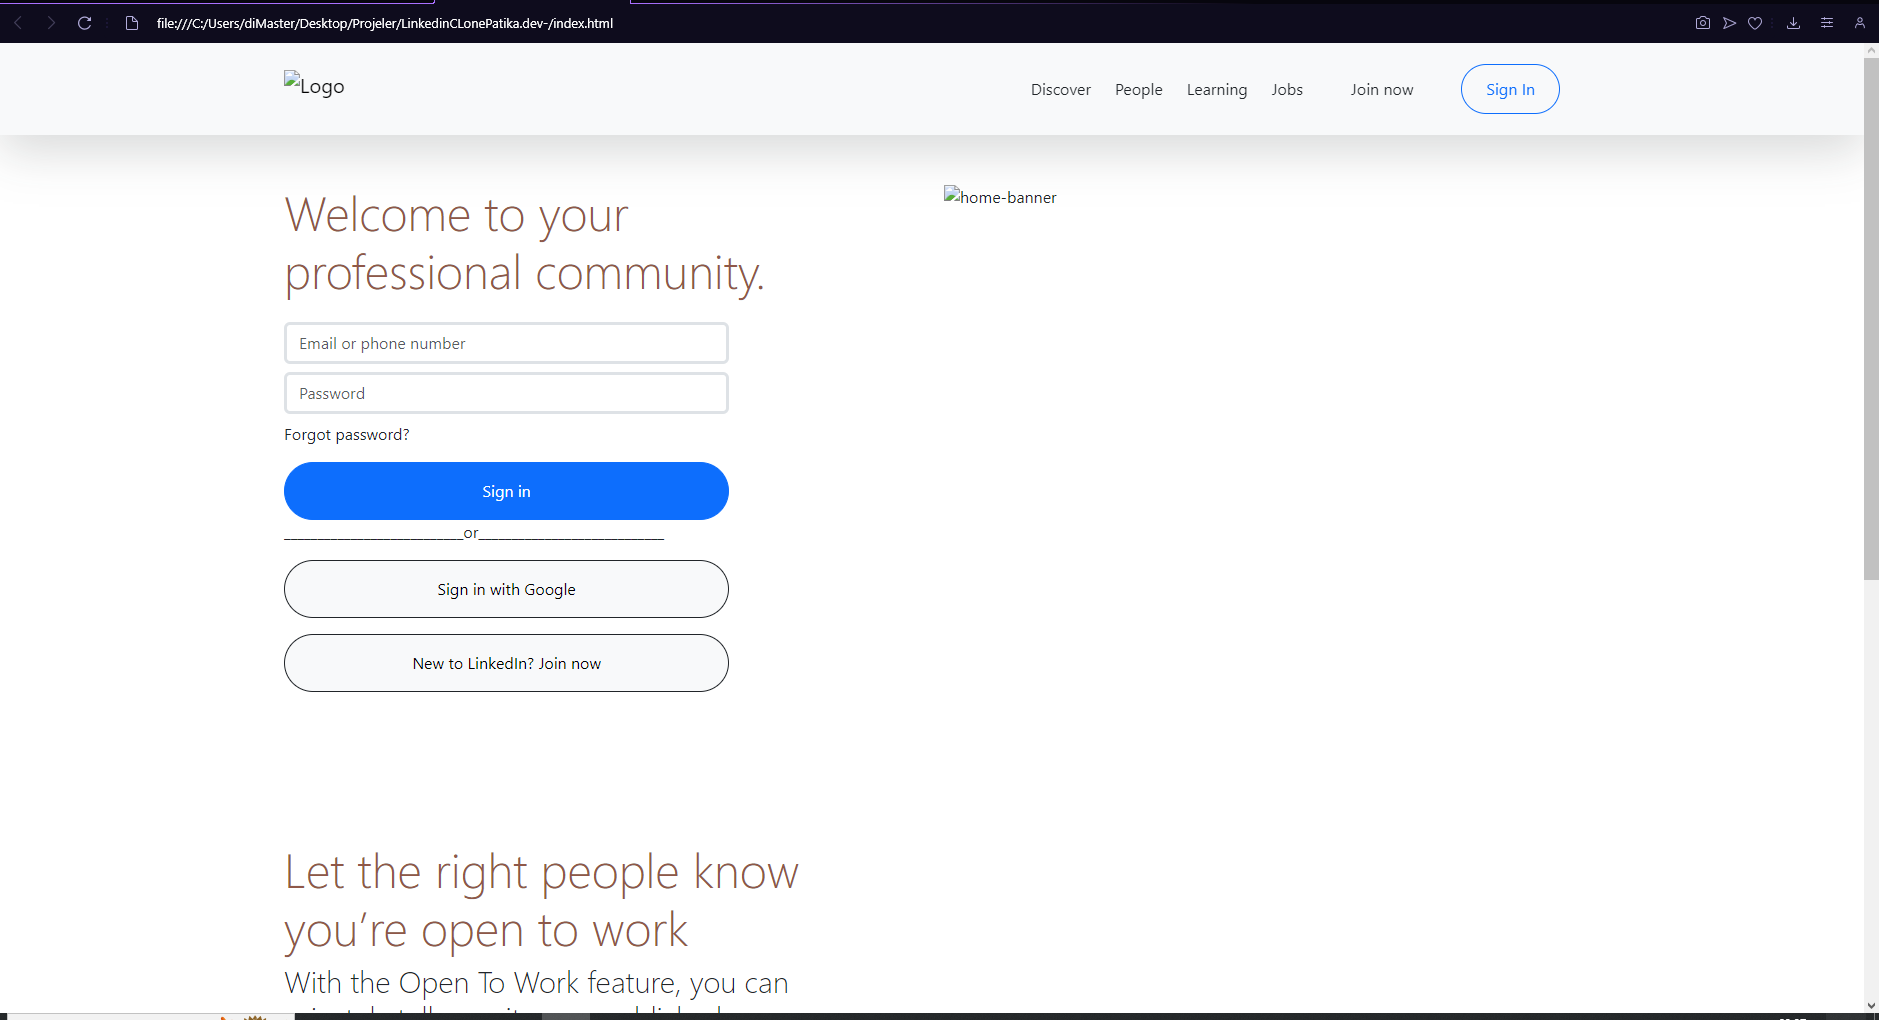 file:///C:/Users/diMaster/Desktop/Projeler/LinkedinCLonePatika.dev-/index.html
Logo
Discover People Learning Jobs Join now Sign In
Welcome to your
professional community.
home-banner
Email or phone number
Password
Forgot password?
Sign in
___________________________or____________________________
Sign in with Google
New to LinkedIn? Join now
Let the right people know
you’re open to work
With the Open To Work feature, you can